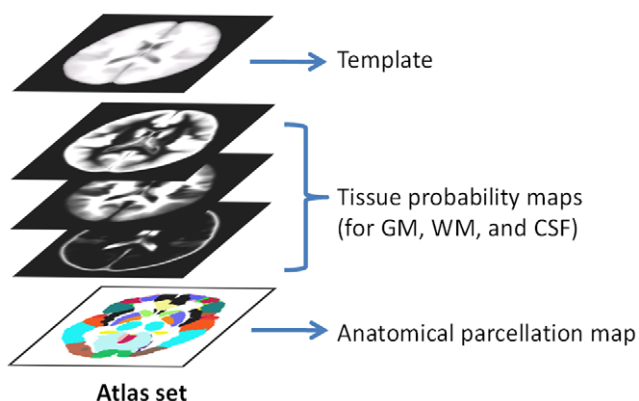 Template
Tissue probability maps
(for GM, WM, and CSF)
Anatomical parcellation map
Atlas set